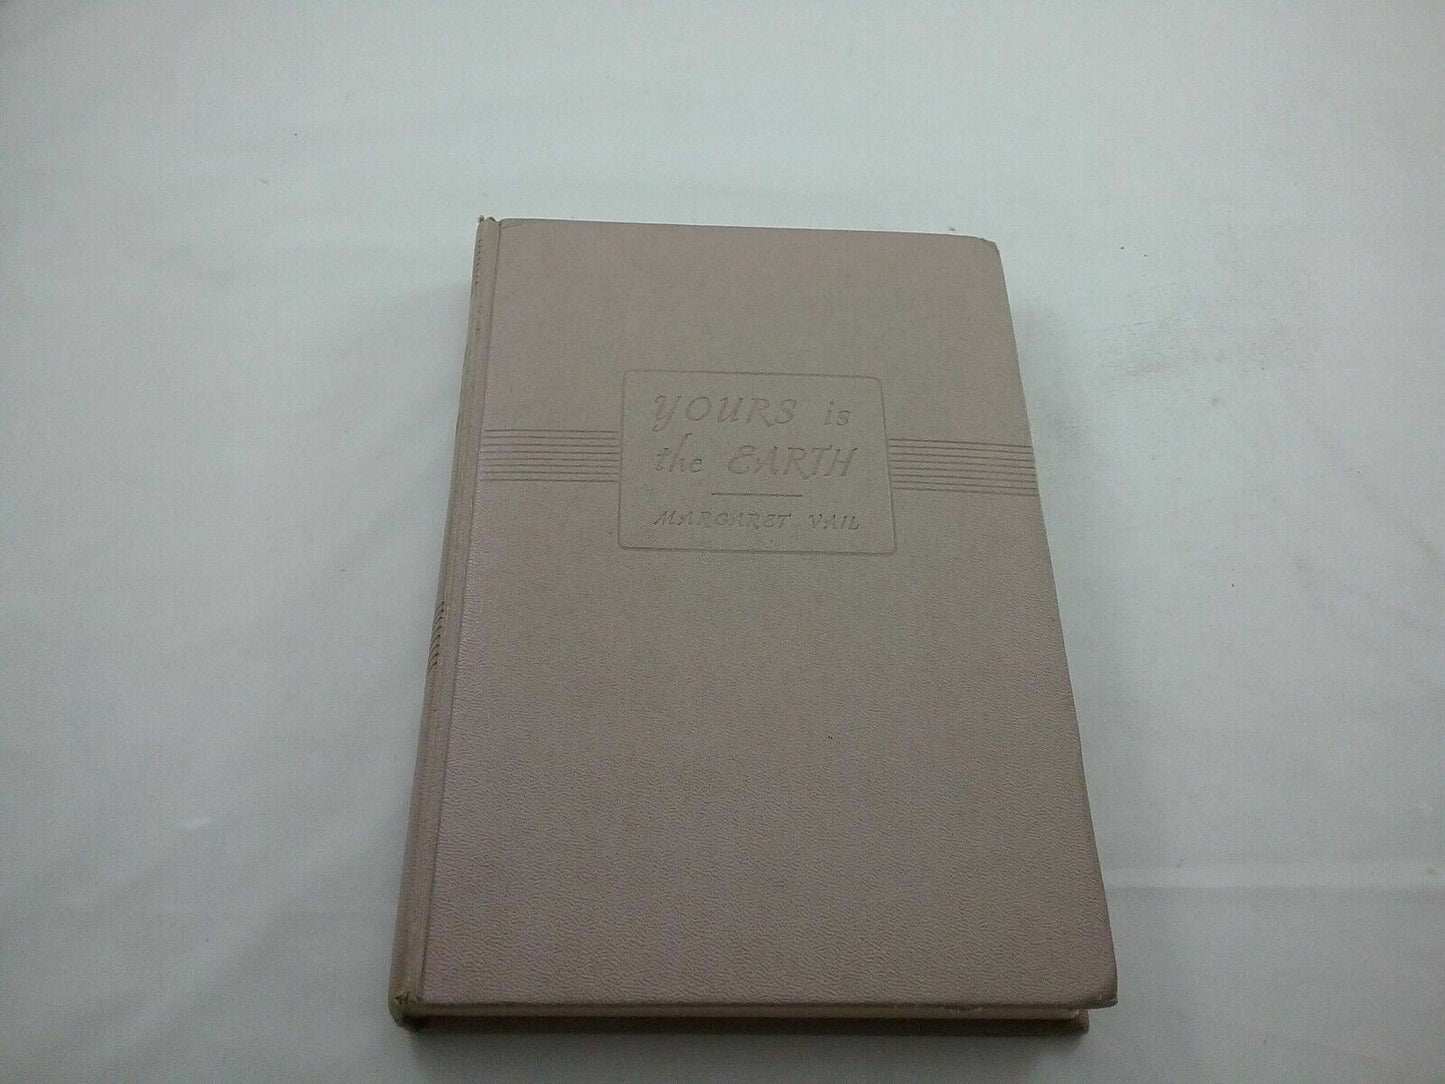 YOURS is
the EARTH
MARGARET VAIL